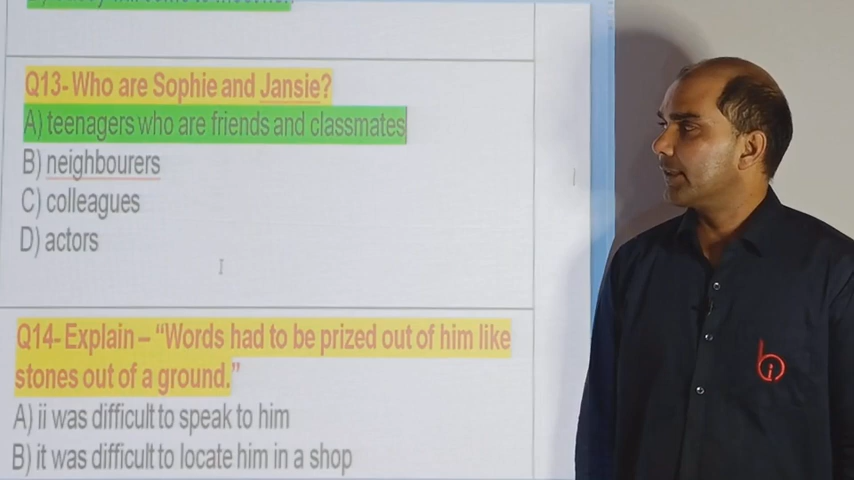 Q13- Who are Sophie and Jansie?
A) teenagers who are friends and classmates
B) neighbourers
C) colleagues
D) actors
Q14- Explain – “Words had to be prized out of him like
stones out of a ground.”
A) ii was difficult to speak to him
B) it was difficult to locate him in a shop